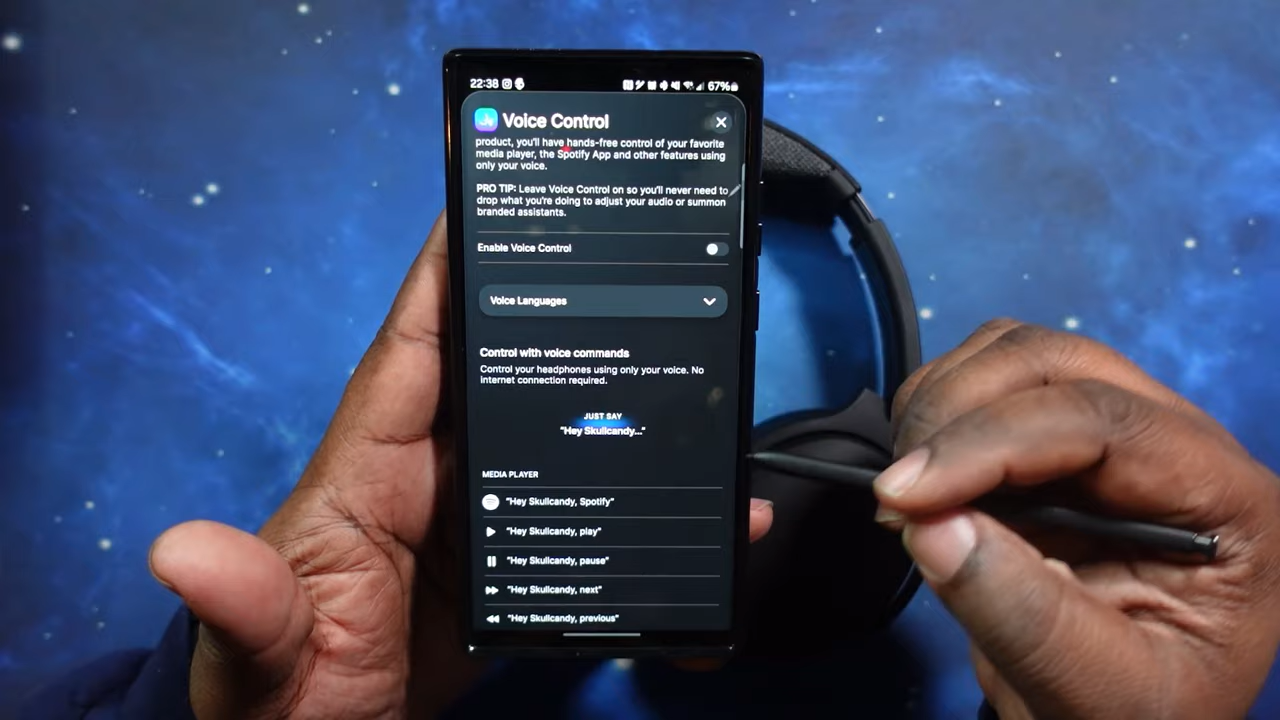 22:38
67%
Voice Control
product, you'll have hands-free control of your favorite
media player, the Spotify App and other features using
only your voice.
PRO TIP: Leave Voice Control on so you'll never need to
drop what you're doing to adjust your audio or summon
branded assistants.
Enable Voice Control
Voice Languages
Control with voice commands
Control your headphones using only your voice. No
Internet connection required.
JUST SAY
"Hey Skullcandy..."
MEDIA PLAYER
"Hey Skullcandy, Spotify"
"Hey Skullcandy, play"
"Hey Skullcandy, pause"
"Hey Skullcandy, next"
"Hey Skullcandy, previous"